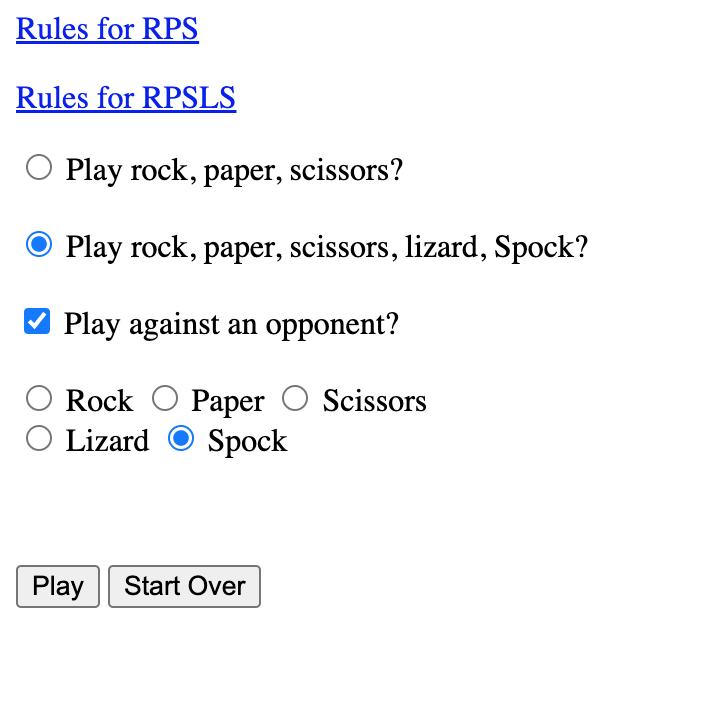 Rules for RPS
Rules for RPSLS
Play rock, paper, scissors?
Play rock, paper, scissors, lizard, Spock?
Play against an opponent?
Rock Paper Scissors
Lizard Spock
Play Start Over